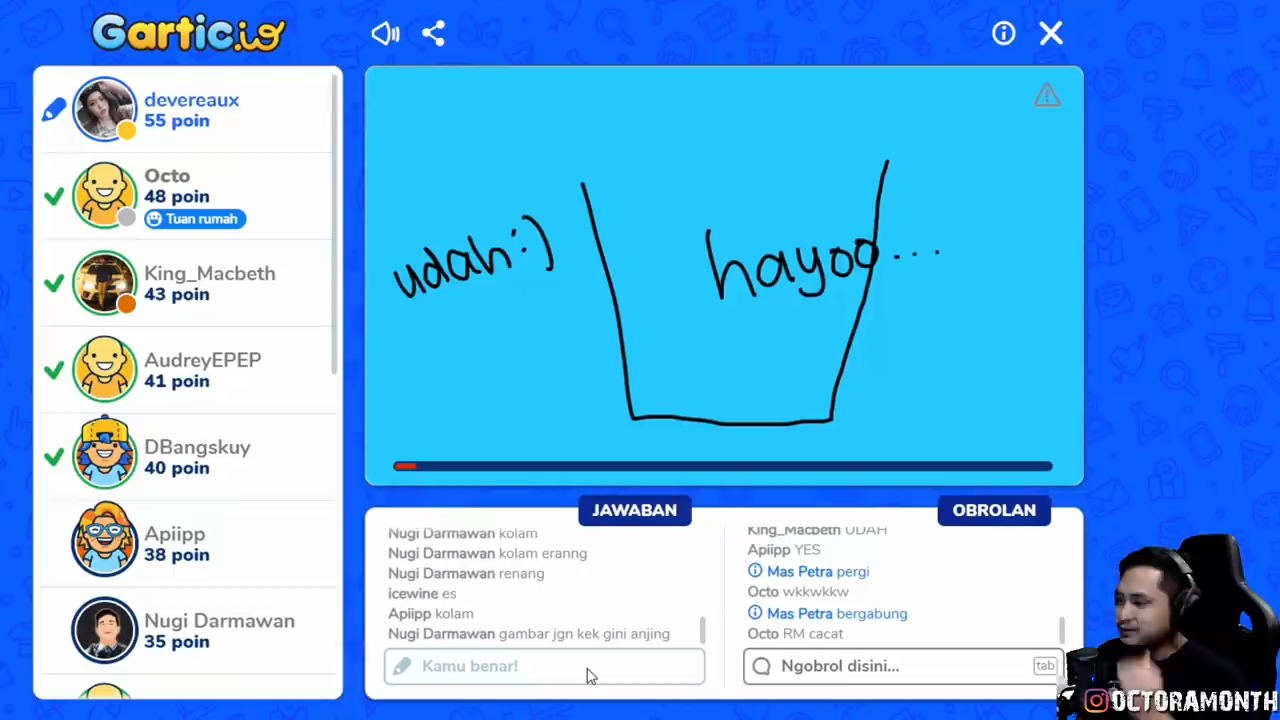 Gartic.io
devereaux
55 poin
Octo
48 poin
Tuan rumah
King_Macbeth
43 poin
AudreyEPEP
41 poin
DBangskuy
40 poin
Apiipp
38 poin
Nugi Darmawan
35 poin
udah :)
hayoo...
JAWABAN
Nugi Darmawan kolam
Nugi Darmawan kolam eranng
Nugi Darmawan renang
icewine es
Apiipp kolam
Nugi Darmawan gambar jgn kek gini anjing
Kamu benar!
OBROLAN
King_Macbeth UDAH
Apiipp YES
Mas Petra pergi
Octo wkkwkkw
Mas Petra bergabung
Octo RM cacat
Ngobrol disini...
tab
OCTORAMONTH